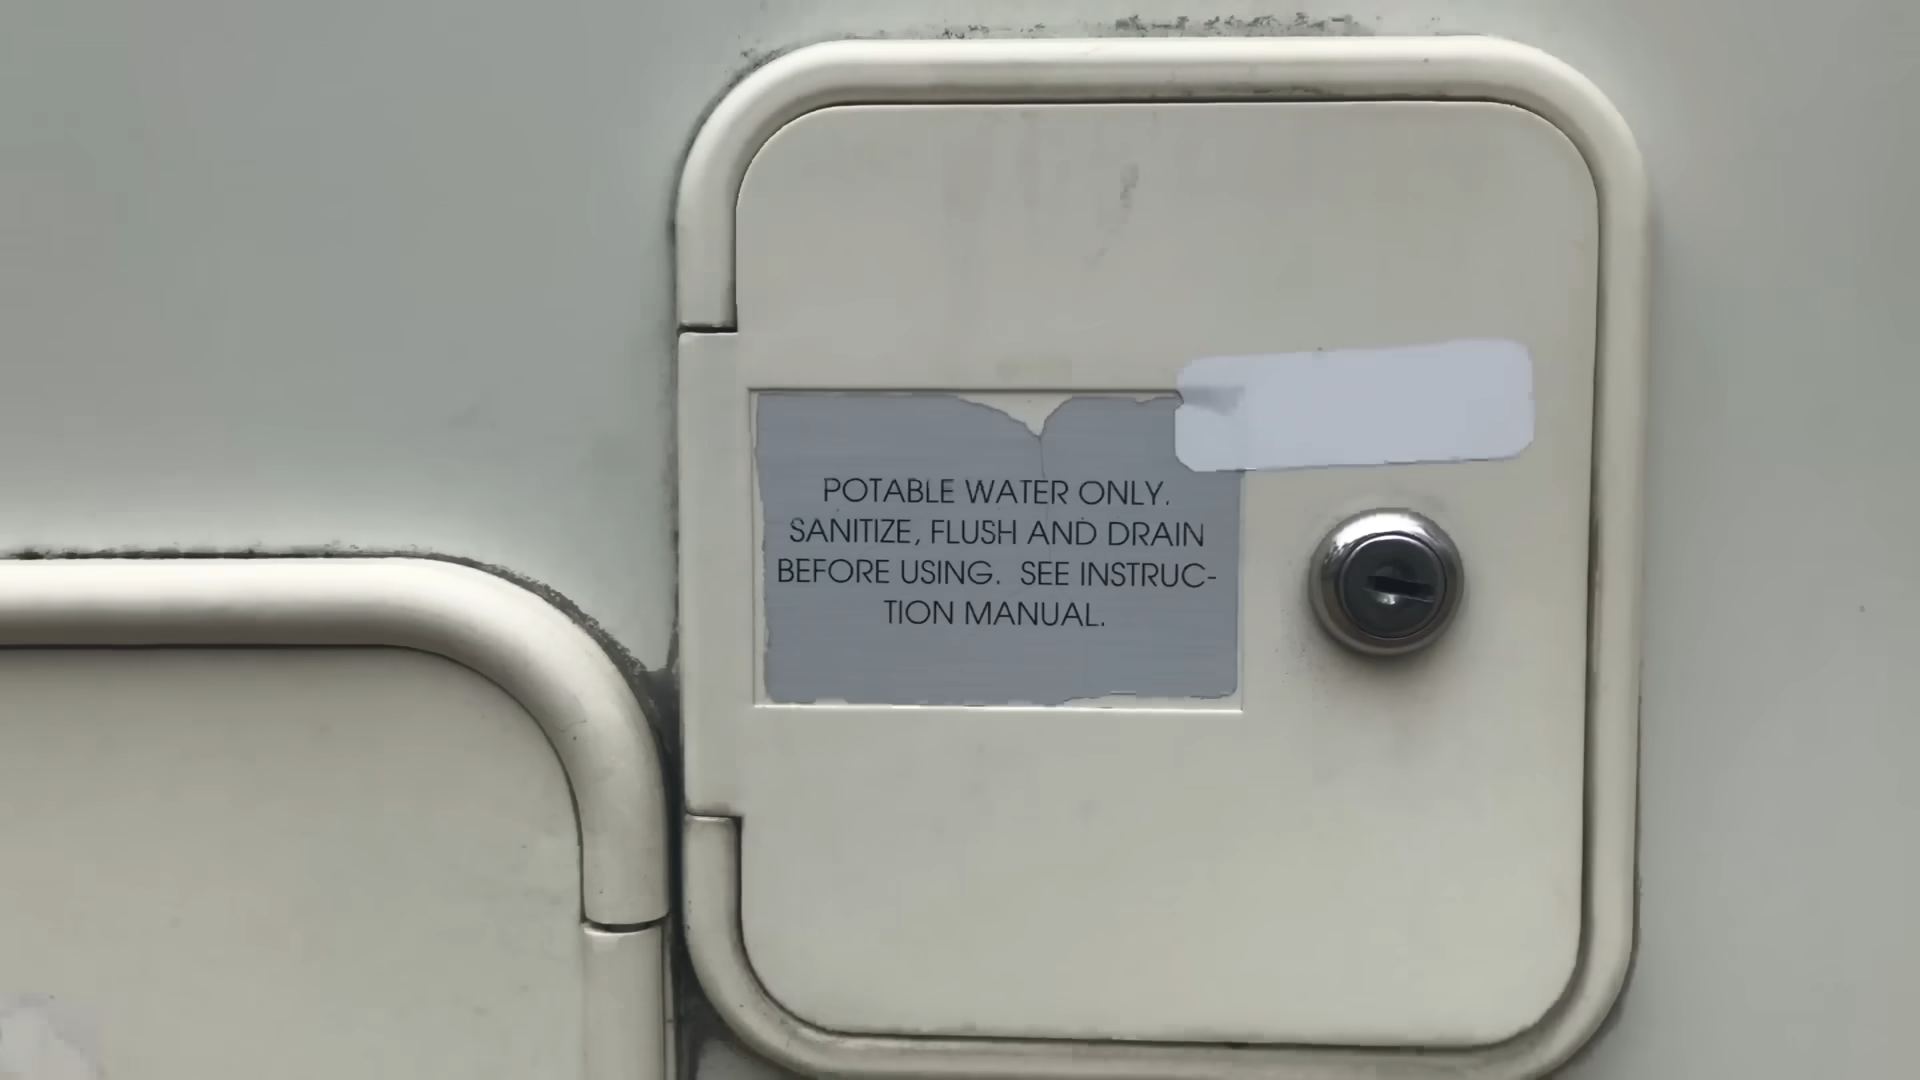 POTABLE WATER ONLY.
SANITIZE, FLUSH AND DRAIN
BEFORE USING. SEE INSTRUC-
TION MANUAL.